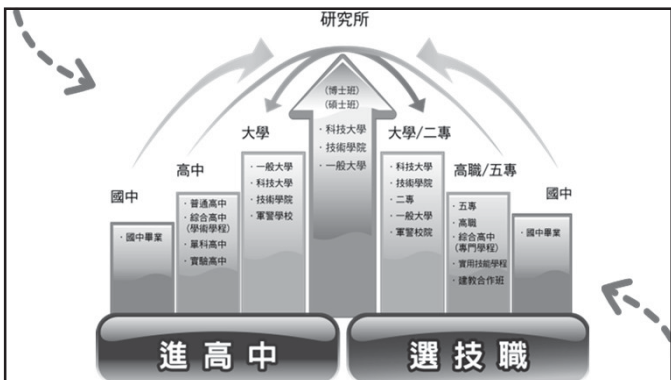 研究所
(博士班)
(碩士班)
・科技大學
・技術學院
・一般大學
大學
・一般大學
・科技大學
・技術學院
・軍警學校
大學/二專
・科技大學
・技術學院
・二專
・一般大學
・軍警校院
高中
・普通高中
・綜合高中
(學術學程)
・單科高中
・實驗高中
高職/五專
・五專
・高職
・綜合高中
(專門學程)
・實用技能學程
・建教合作班
國中
・國中畢業
國中
・國中畢業
進高中
選技職